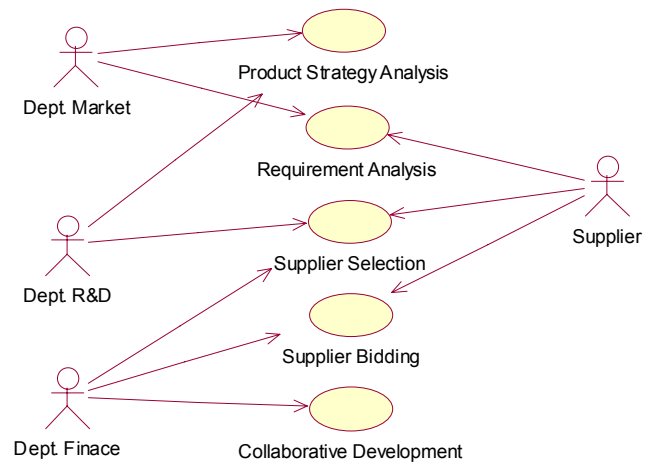 Product Strategy Analysis
Dept. Market
Requirement Analysis
Supplier
Supplier Selection
Dept. R&D
Supplier Bidding
Dept. Finace
Collaborative Development